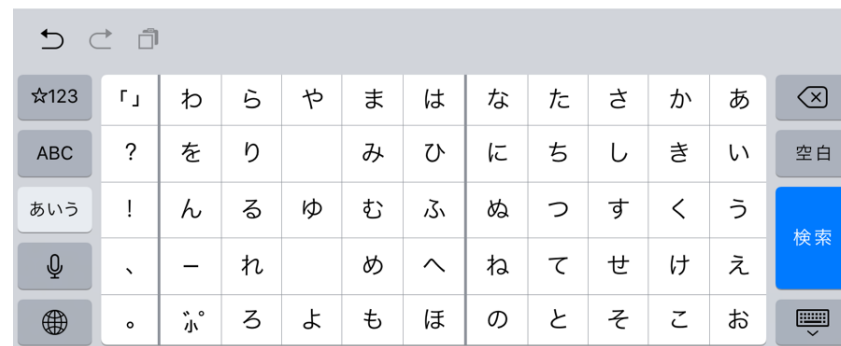 ☆123 「」 わ ら や ま は な た さ か あ
ABC ? を り み ひ に ち し き い 空白
あいう ! ん る ゆ む ふ ぬ つ す く う
検索
、 ー れ め へ ね て せ け え
。 ゛゜小 ろ よ も ほ の と そ こ お